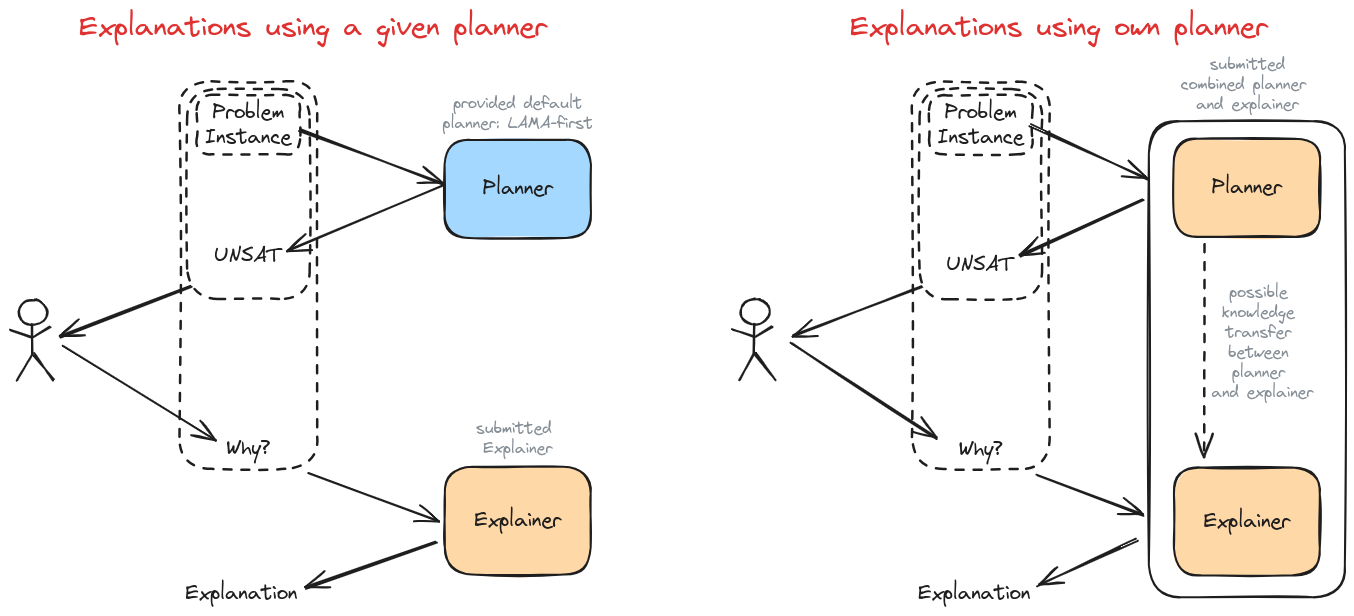 Explanations using a given planner
provided default
planner: LAMA-first
Problem
Instance
Planner
UNSAT
Why?
submitted
Explainer
Explainer
Explanation
Explanations using own planner
submitted
combined planner
and explainer
Problem
Instance
Planner
UNSAT
possible
knowledge
transfer
between
planner
and explainer
Why?
Explainer
Explanation